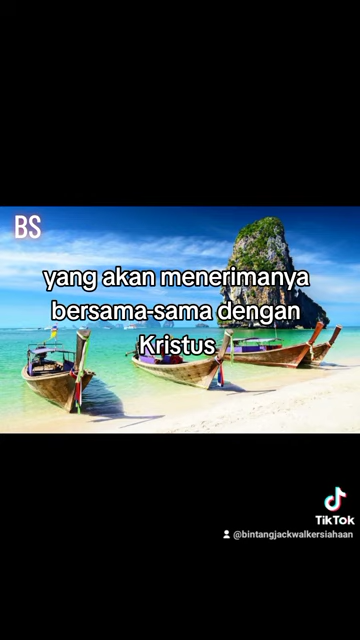 BS
yang akan menerimanya
bersama-sama dengan
Kristus
TikTok
@bintangjackwalkersiahaan